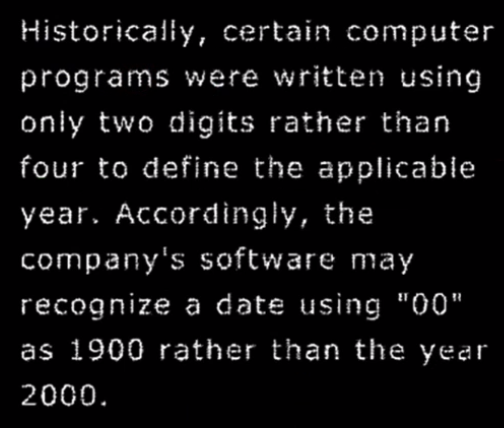 Historically, certain computer
programs were written using
only two digits rather than
four to define the applicable
year. Accordingly, the
company's software may
recognize a date using "00"
as 1900 rather than the year
2000.